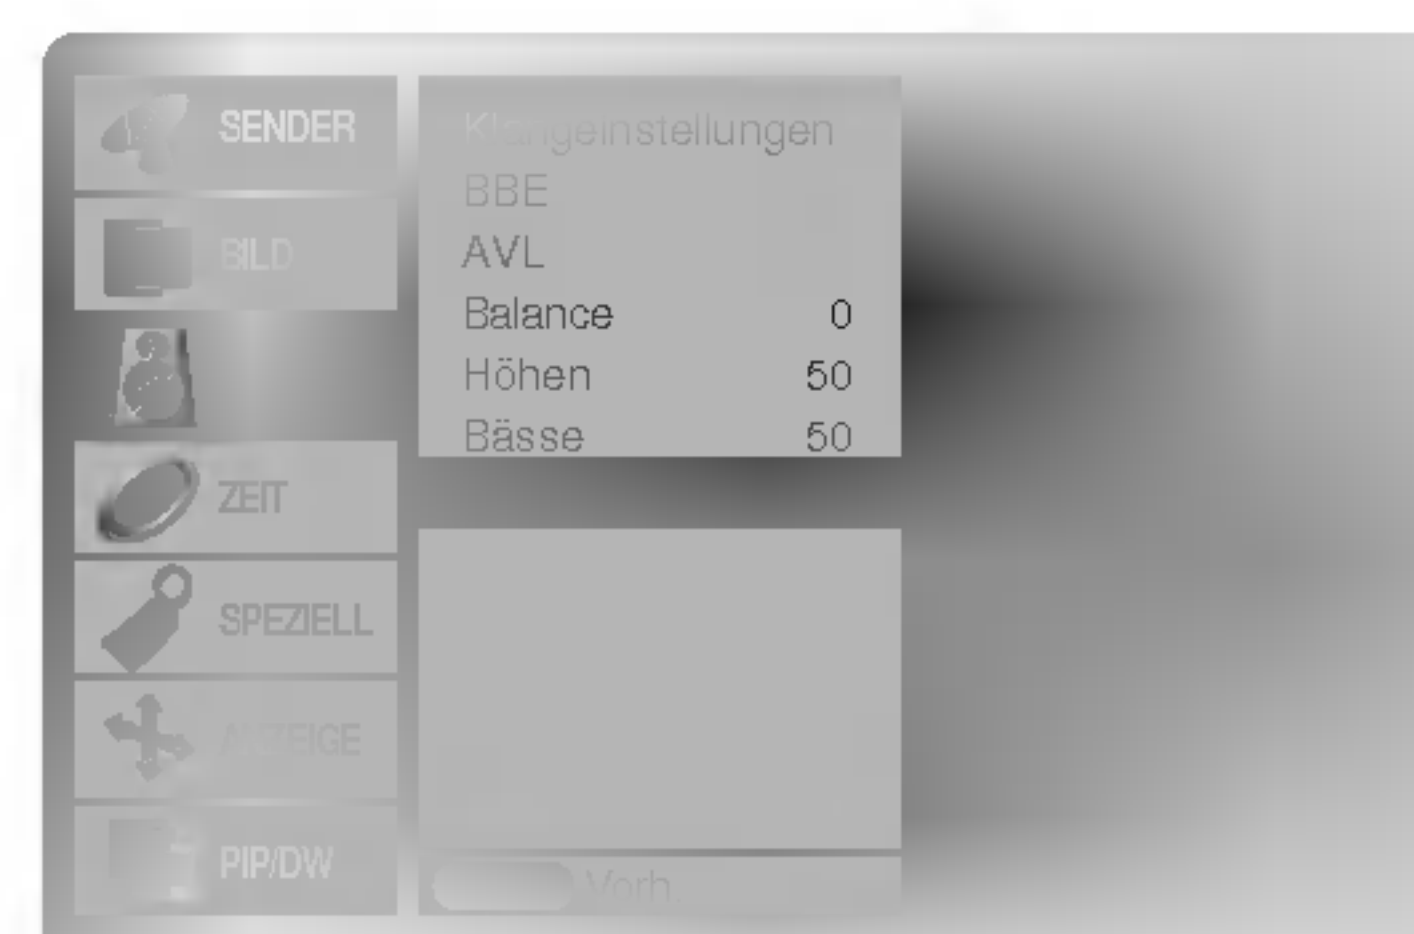 SENDER
BILD
ZEIT
SPEZIELL
ANZEIGE
PIP/DW
Klangeinstellungen
BBE
AVL
Balance 0
Höhen 50
Bässe 50
Vorh.